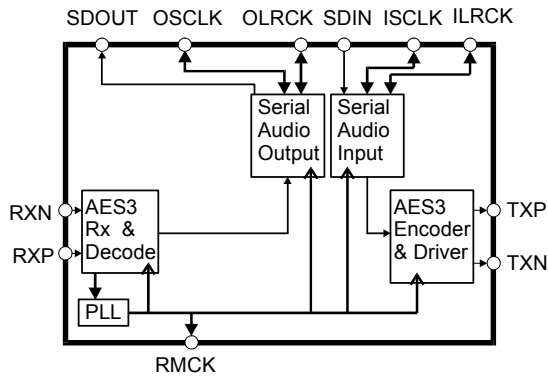 SDOUT OSCLK OLRCK SDIN ISCLK ILRCK
Serial
Audio
Output
Serial
Audio
Input
RXN
RXP
AES3
Rx &
Decode
AES3
Encoder
& Driver
TXP
TXN
PLL
RMCK